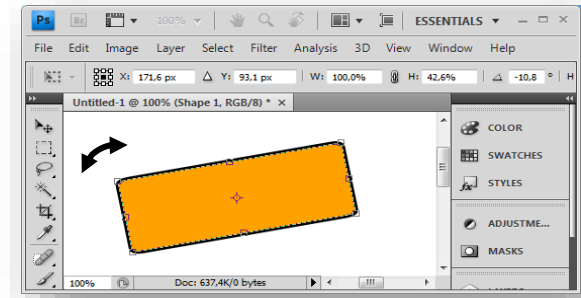 Ps Br 100% ESSENTIALS
File Edit Image Layer Select Filter Analysis 3D View Window Help
X: 171,6 px Y: 93,1 px W: 100,0% H: 42,6% -10,8 ° H
Untitled-1 @ 100% (Shape 1, RGB/8) * ×
COLOR
SWATCHES
fx STYLES
ADJUSTME...
MASKS
100% Doc: 637,4K/0 bytes